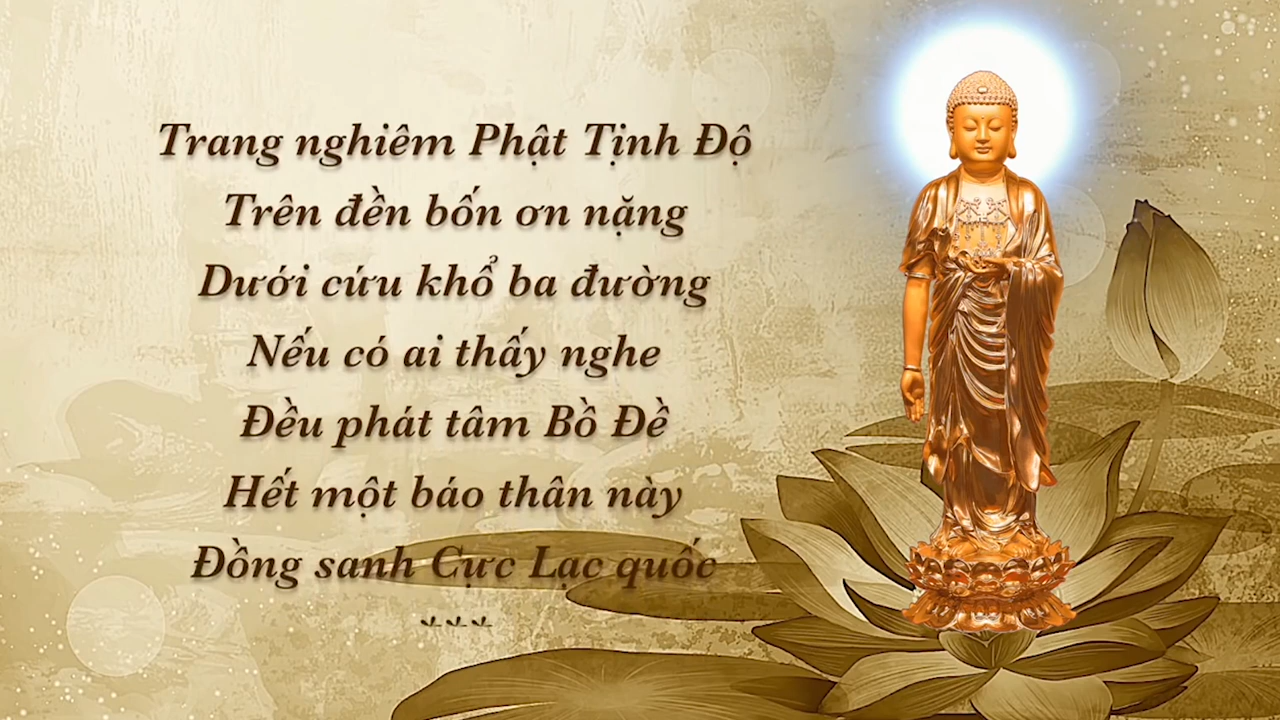 Trang nghiêm Phật Tịnh Độ
Trên đền bốn ơn nặng
Dưới cứu khổ ba đường
Nếu có ai thấy nghe
Đều phát tâm Bồ Đề
Hết một báo thân này
Đồng sanh Cực Lạc quốc